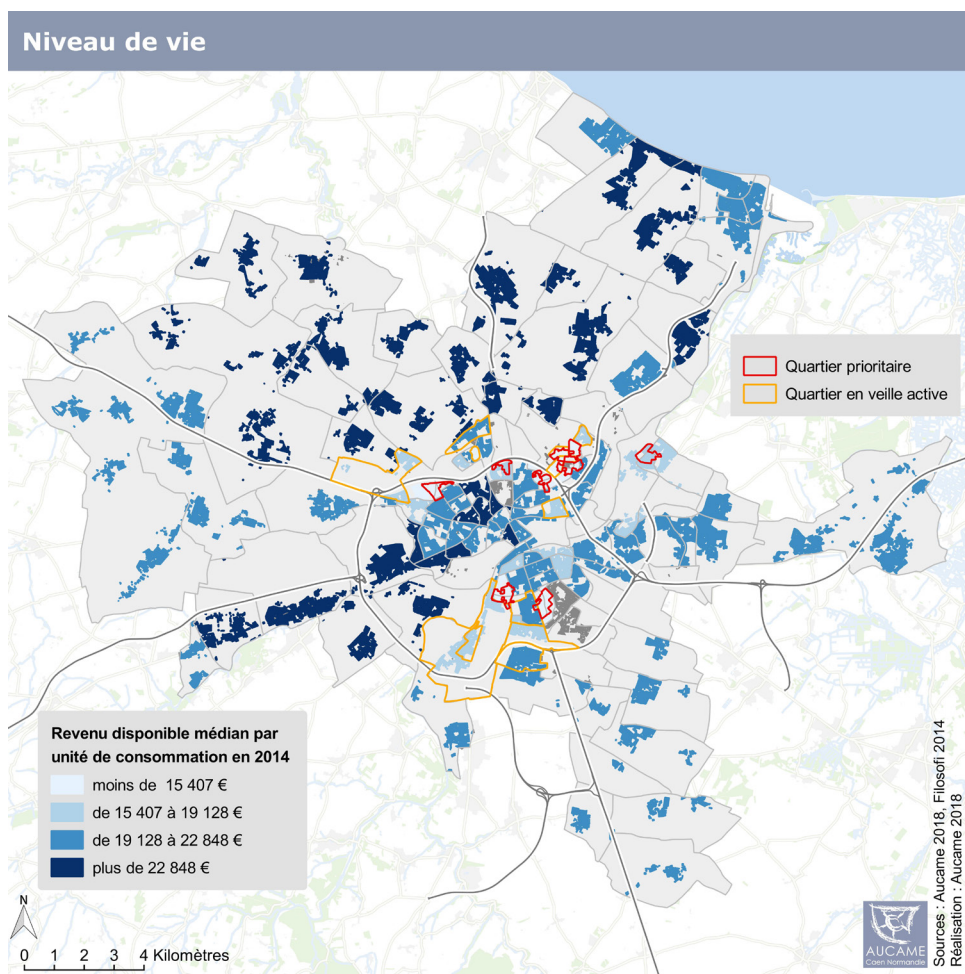 Niveau de vie
Quartier prioritaire
Quartier en veille active
Revenu disponible médian par
unité de consommation en 2014
moins de 15 407 €
de 15 407 à 19 128 €
de 19 128 à 22 848 €
plus de 22 848 €
N
0 1 2 3 4 Kilomètres
AUCAME
Caen Normandie
Sources : Aucame 2018, Filosofi 2014
Réalisation : Aucame 2018